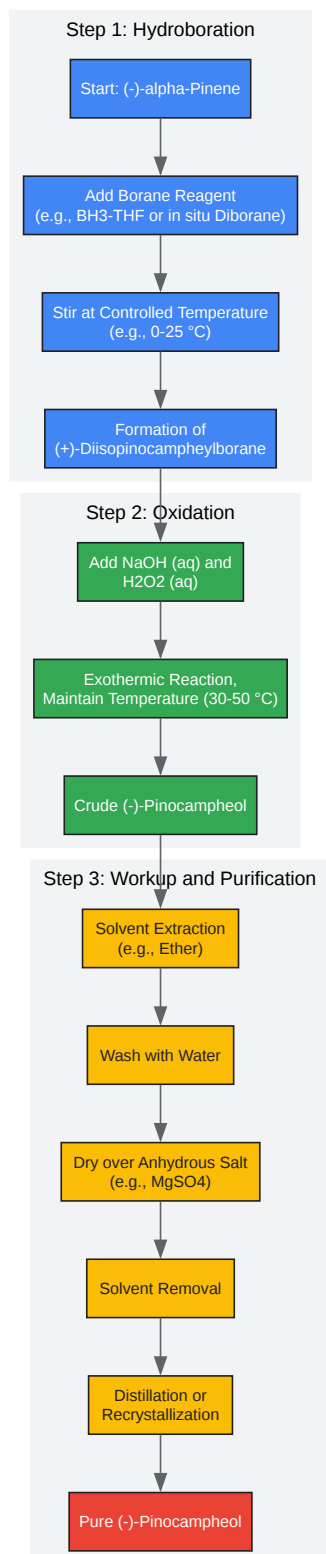 Step 1: Hydroboration
Start: (-)-alpha-Pinene
Add Borane Reagent
(e.g., BH3-THF or in situ Diborane)
Stir at Controlled Temperature
(e.g., 0-25 °C)
Formation of
(+)-Diisopinocampheylborane
Step 2: Oxidation
Add NaOH (aq) and
H2O2 (aq)
Exothermic Reaction,
Maintain Temperature (30-50 °C)
Crude (-)-Pinocampheol
Step 3: Workup and Purification
Solvent Extraction
(e.g., Ether)
Wash with Water
Dry over Anhydrous Salt
(e.g., MgSO4)
Solvent Removal
Distillation or
Recrystallization
Pure (-)-Pinocampheol